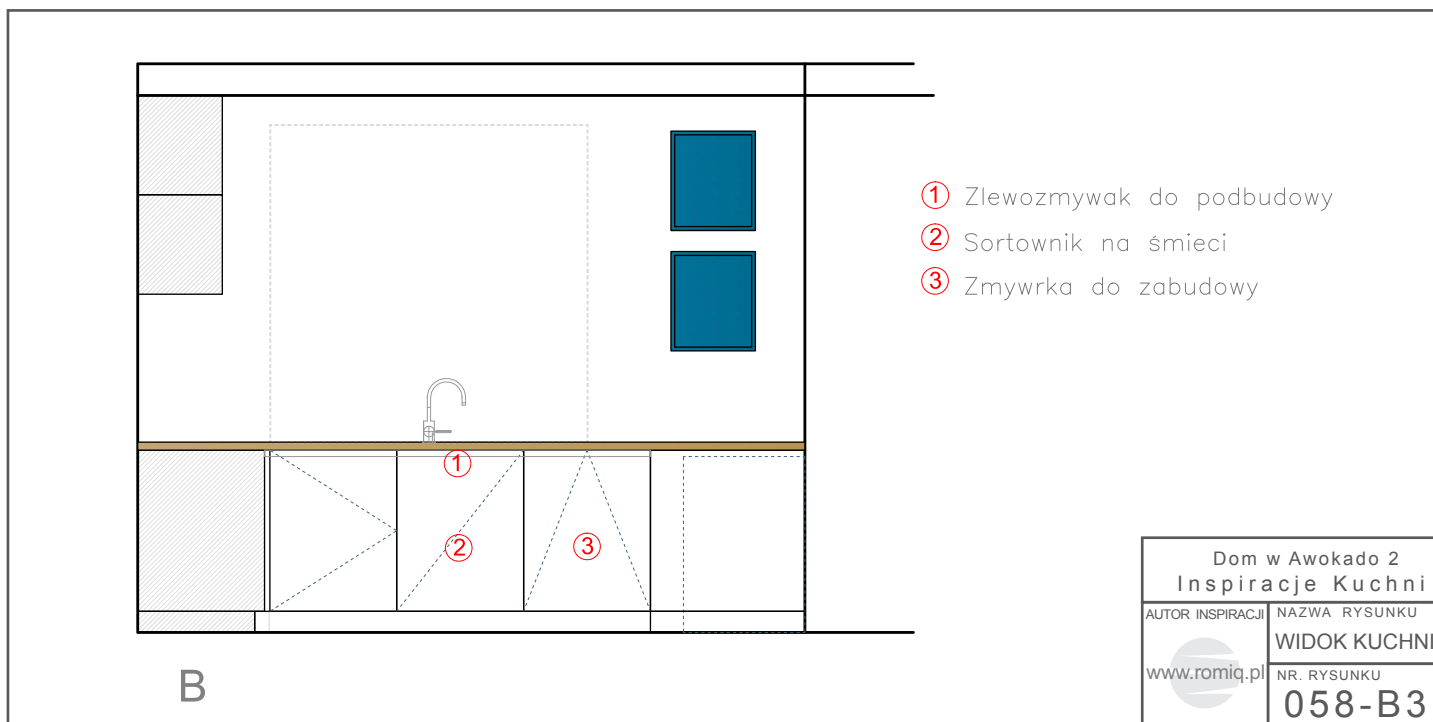 1 Zlewozmywak do podbudowy
2 Sortownik na śmieci
3 Zmywrka do zabudowy
1
2
3
B
Dom w Awokado 2
Inspiracje Kuchni
AUTOR INSPIRACJI
www.romiq.pl
NAZWA RYSUNKU
WIDOK KUCHNI
NR. RYSUNKU
058-B3